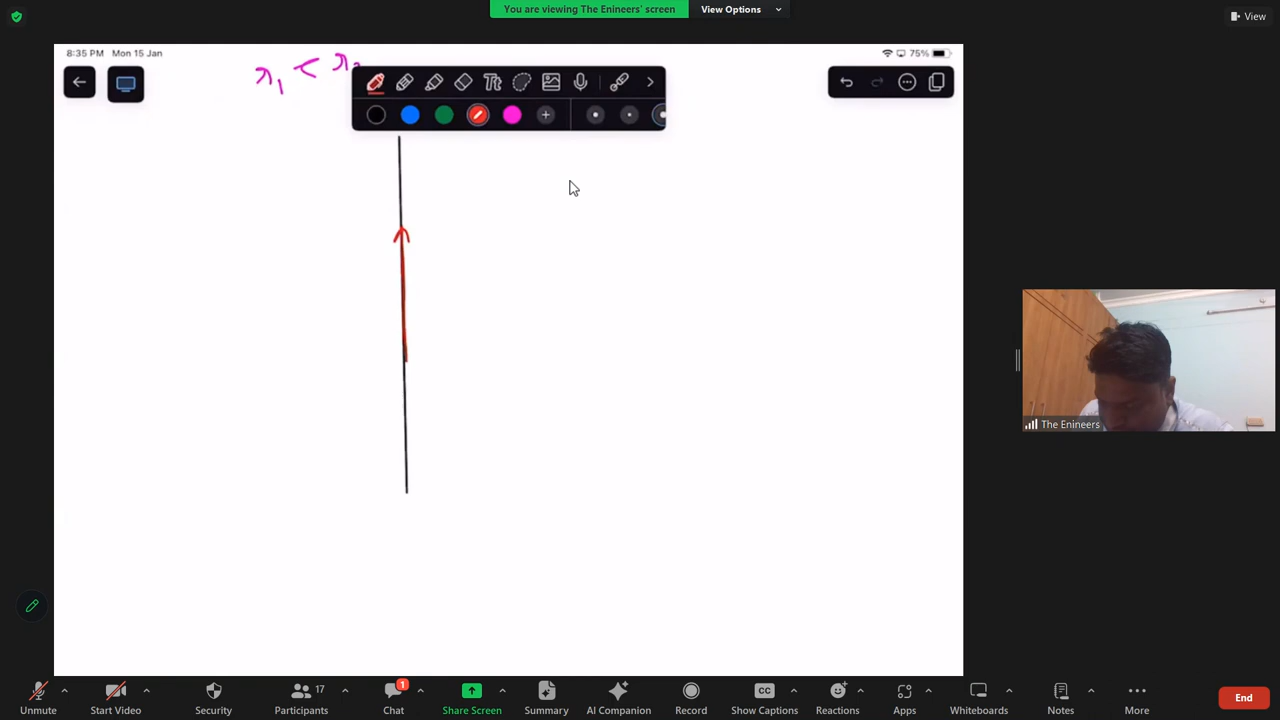 You are viewing The Enineers' screen
View Options
View
8:35 PM Mon 15 Jan
75%
Tt
The Enineers
Unmute
Start Video
Security
17
Participants
1
Chat
Share Screen
Summary
AI Companion
Record
CC
Show Captions
Reactions
Apps
Whiteboards
Notes
More
End